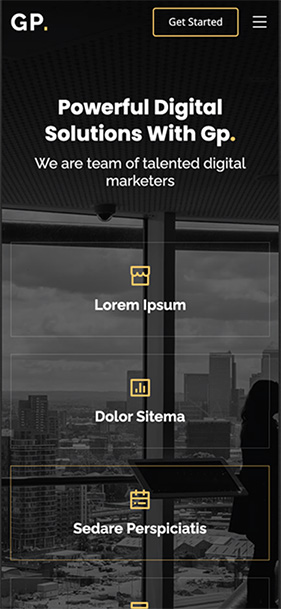 GP.
Get Started
Powerful Digital
Solutions With Gp.
We are team of talented digital
marketers
Lorem Ipsum
Dolor Sitema
Sedare Perspiciatis